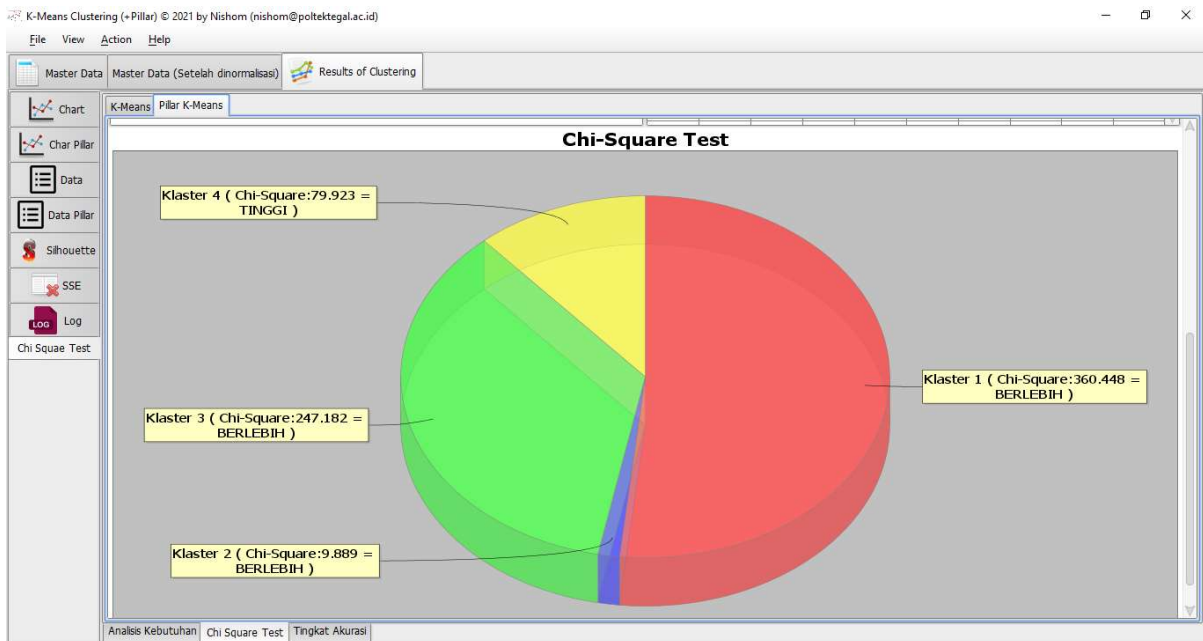 K-Means Clustering (+Pillar) © 2021 by Nishom (nishom@poltektegal.ac.id)
File View Action Help
Master Data Master Data (Setelah dinormalisasi) Results of Clustering
Chart
Char Pillar
Data
Data Pillar
Silhouette
SSE
LOG Log
Chi Squae Test
K-Means Pillar K-Means
Chi-Square Test
Klaster 4 ( Chi-Square:79.923 =
TINGGI )
Klaster 1 ( Chi-Square:360.448 =
BERLEBIH )
Klaster 3 ( Chi-Square:247.182 =
BERLEBIH )
Klaster 2 ( Chi-Square:9.889 =
BERLEBIH )
Analisis Kebutuhan Chi Square Test Tingkat Akurasi